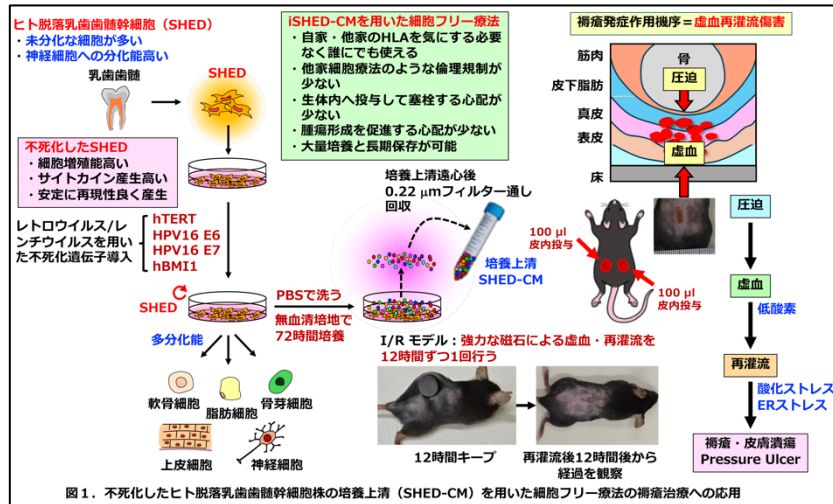 ヒト脱落乳歯歯髄幹細胞（SHED）
・未分化な細胞が多い
・神経細胞への分化能高い
乳歯歯髄
SHED
不死化したSHED
・細胞増殖能高い
・サイトカイン産生高い
・安定に再現性良く産生
レトロウイルス/レ
ンチウイルスを用い
た不死化遺伝子導入
hTERT
HPV16 E6
HPV16 E7
hBMI1
SHED
多分化能
軟骨細胞
脂肪細胞
骨芽細胞
上皮細胞
神経細胞
PBSで洗う
無血清培地で
72時間培養
iSHED-CMを用いた細胞フリー療法
・自家・他家のHLAを気にする必要
なく誰にでも使える
・他家細胞療法のような倫理規制が
少ない
・生体内へ投与して塞栓する心配が
少ない
・腫瘍形成を促進する心配が少ない
・大量培養と長期保存が可能
培養上清遠心後
0.22 μmフィルター通し
回収
培養上清
SHED-CM
I/R モデル：強力な磁石による虚血・再灌流を
12時間ずつ1回行う
12時間キープ
再灌流後12時間後から
経過を観察
褥瘡発症作用機序＝虚血再灌流傷害
筋肉
皮下脂肪
真皮
表皮
床
骨
圧迫
虚血
100 μl
皮内投与
100 μl
皮内投与
圧迫
虚血
低酸素
再灌流
酸化ストレス
ERストレス
褥瘡・皮膚潰瘍
Pressure Ulcer
図１．不死化したヒト脱落乳歯歯髄幹細胞株の培養上清（SHED-CM）を用いた細胞フリー療法の褥瘡治療への応用